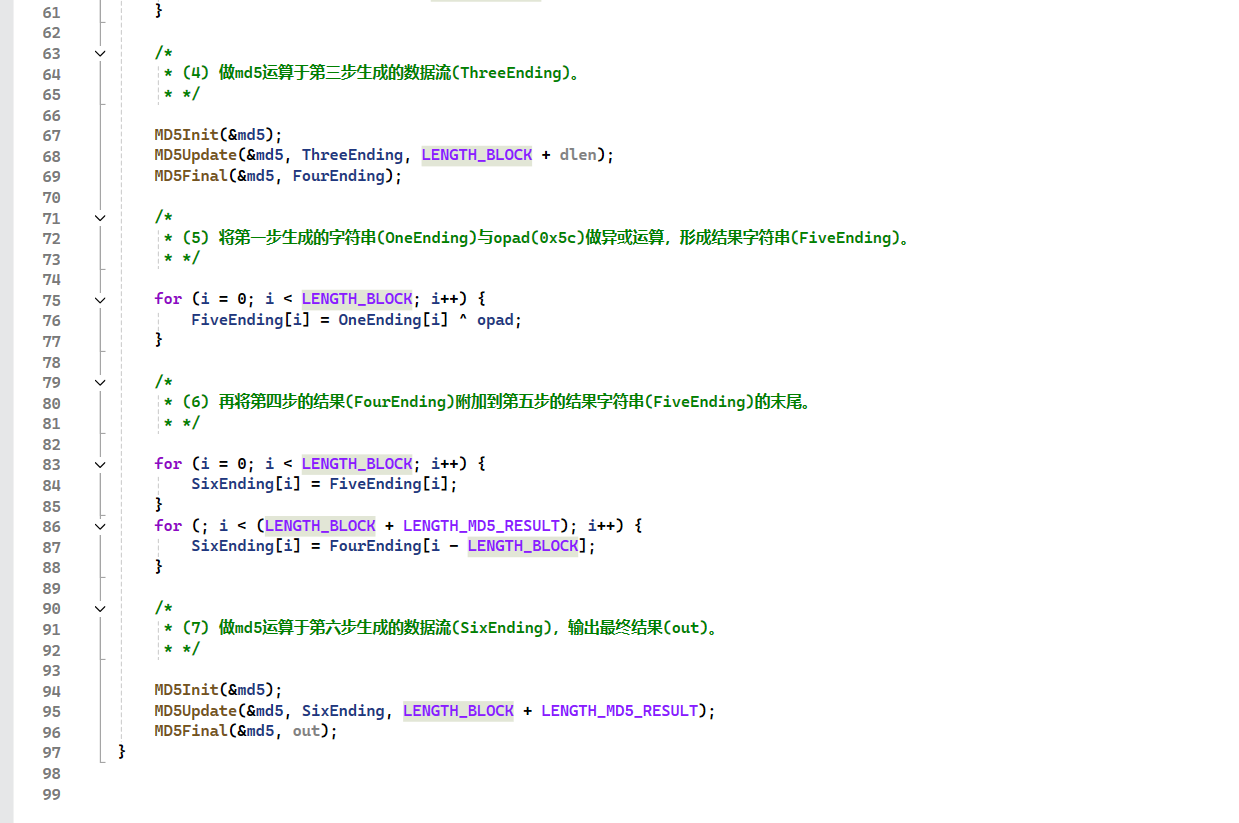 61 }
62
63 /*
64 * (4) 做md5运算于第三步生成的数据流(ThreeEnding)。
65 * */
66
67 MD5Init(&md5);
68 MD5Update(&md5, ThreeEnding, LENGTH_BLOCK + dlen);
69 MD5Final(&md5, FourEnding);
70
71 /*
72 * (5) 将第一步生成的字符串(OneEnding)与opad(0x5c)做异或运算，形成结果字符串(FiveEnding)。
73 * */
74
75 for (i = 0; i < LENGTH_BLOCK; i++) {
76 FiveEnding[i] = OneEnding[i] ^ opad;
77 }
78
79 /*
80 * (6) 再将第四步的结果(FourEnding)附加到第五步的结果字符串(FiveEnding)的末尾。
81 * */
82
83 for (i = 0; i < LENGTH_BLOCK; i++) {
84 SixEnding[i] = FiveEnding[i];
85 }
86 for (; i < (LENGTH_BLOCK + LENGTH_MD5_RESULT); i++) {
87 SixEnding[i] = FourEnding[i - LENGTH_BLOCK];
88 }
89
90 /*
91 * (7) 做md5运算于第六步生成的数据流(SixEnding)，输出最终结果(out)。
92 * */
93
94 MD5Init(&md5);
95 MD5Update(&md5, SixEnding, LENGTH_BLOCK + LENGTH_MD5_RESULT);
96 MD5Final(&md5, out);
97 }
98
99